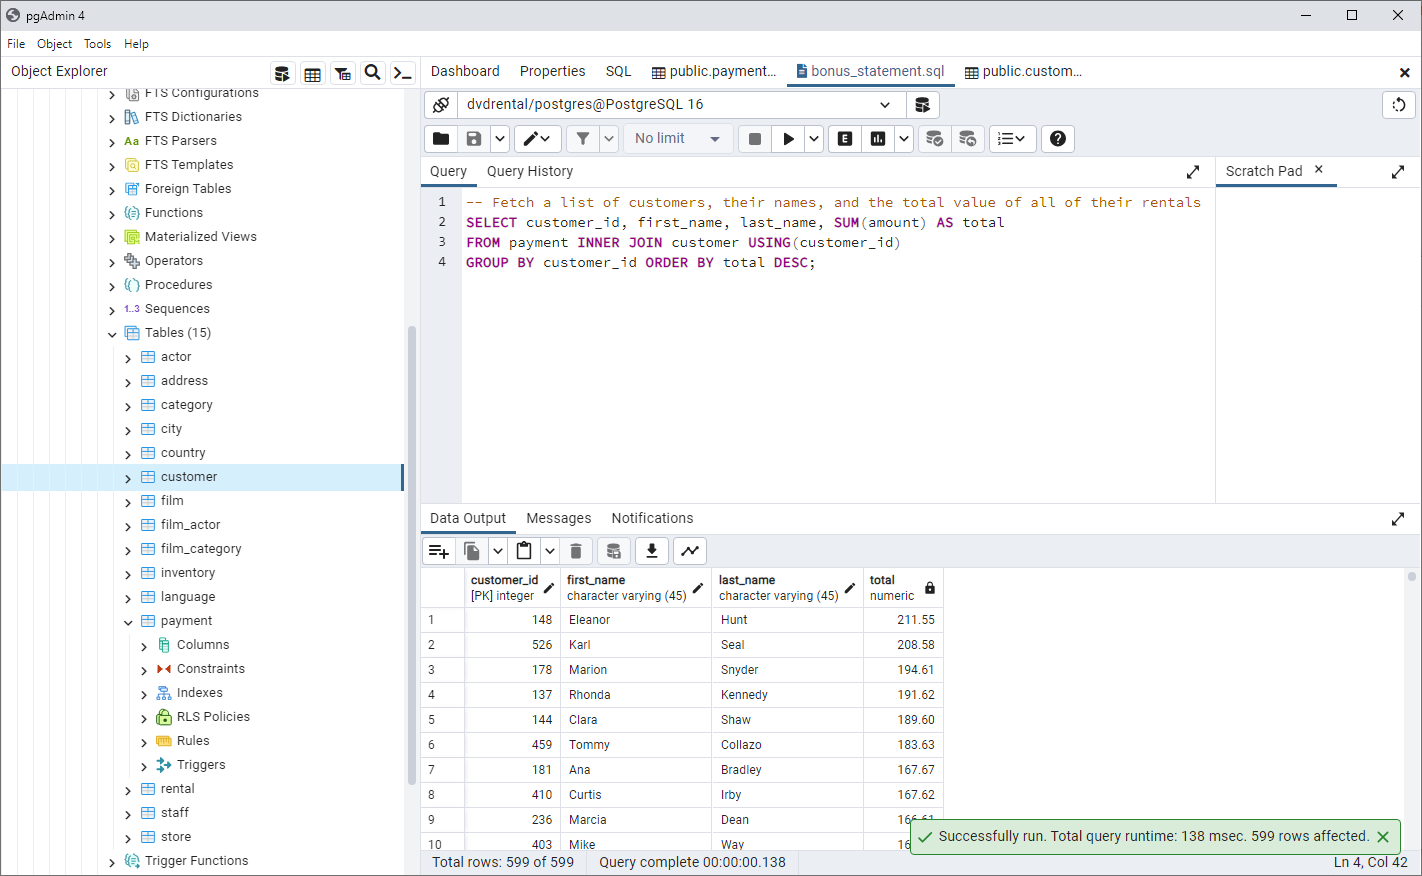 pgAdmin 4
File Object Tools Help
Object Explorer
FTS Configurations
FTS Dictionaries
Aa FTS Parsers
FTS Templates
Foreign Tables
Functions
Materialized Views
Operators
Procedures
1..3 Sequences
Tables (15)
actor
address
category
city
country
customer
film
film_actor
film_category
inventory
language
payment
Columns
Constraints
Indexes
RLS Policies
Rules
Triggers
rental
staff
store
Trigger Functions
Dashboard Properties SQL public.payment... bonus_statement.sql public.custom...
dvdrental/postgres@PostgreSQL 16
No limit E
Query Query History
1 -- Fetch a list of customers, their names, and the total value of all of their rentals
2 SELECT customer_id, first_name, last_name, SUM(amount) AS total
3 FROM payment INNER JOIN customer USING(customer_id)
4 GROUP BY customer_id ORDER BY total DESC;
Scratch Pad
Data Output Messages Notifications
customer_id first_name last_name total
[PK] integer character varying (45) character varying (45) numeric
1 148 Eleanor Hunt 211.55
2 526 Karl Seal 208.58
3 178 Marion Snyder 194.61
4 137 Rhonda Kennedy 191.62
5 144 Clara Shaw 189.60
6 459 Tommy Collazo 183.63
7 181 Ana Bradley 167.67
8 410 Curtis Irby 167.62
9 236 Marcia Dean
10 403 Mike Way
Successfully run. Total query runtime: 138 msec. 599 rows affected.
Total rows: 599 of 599 Query complete 00:00:00.138 Ln 4, Col 42